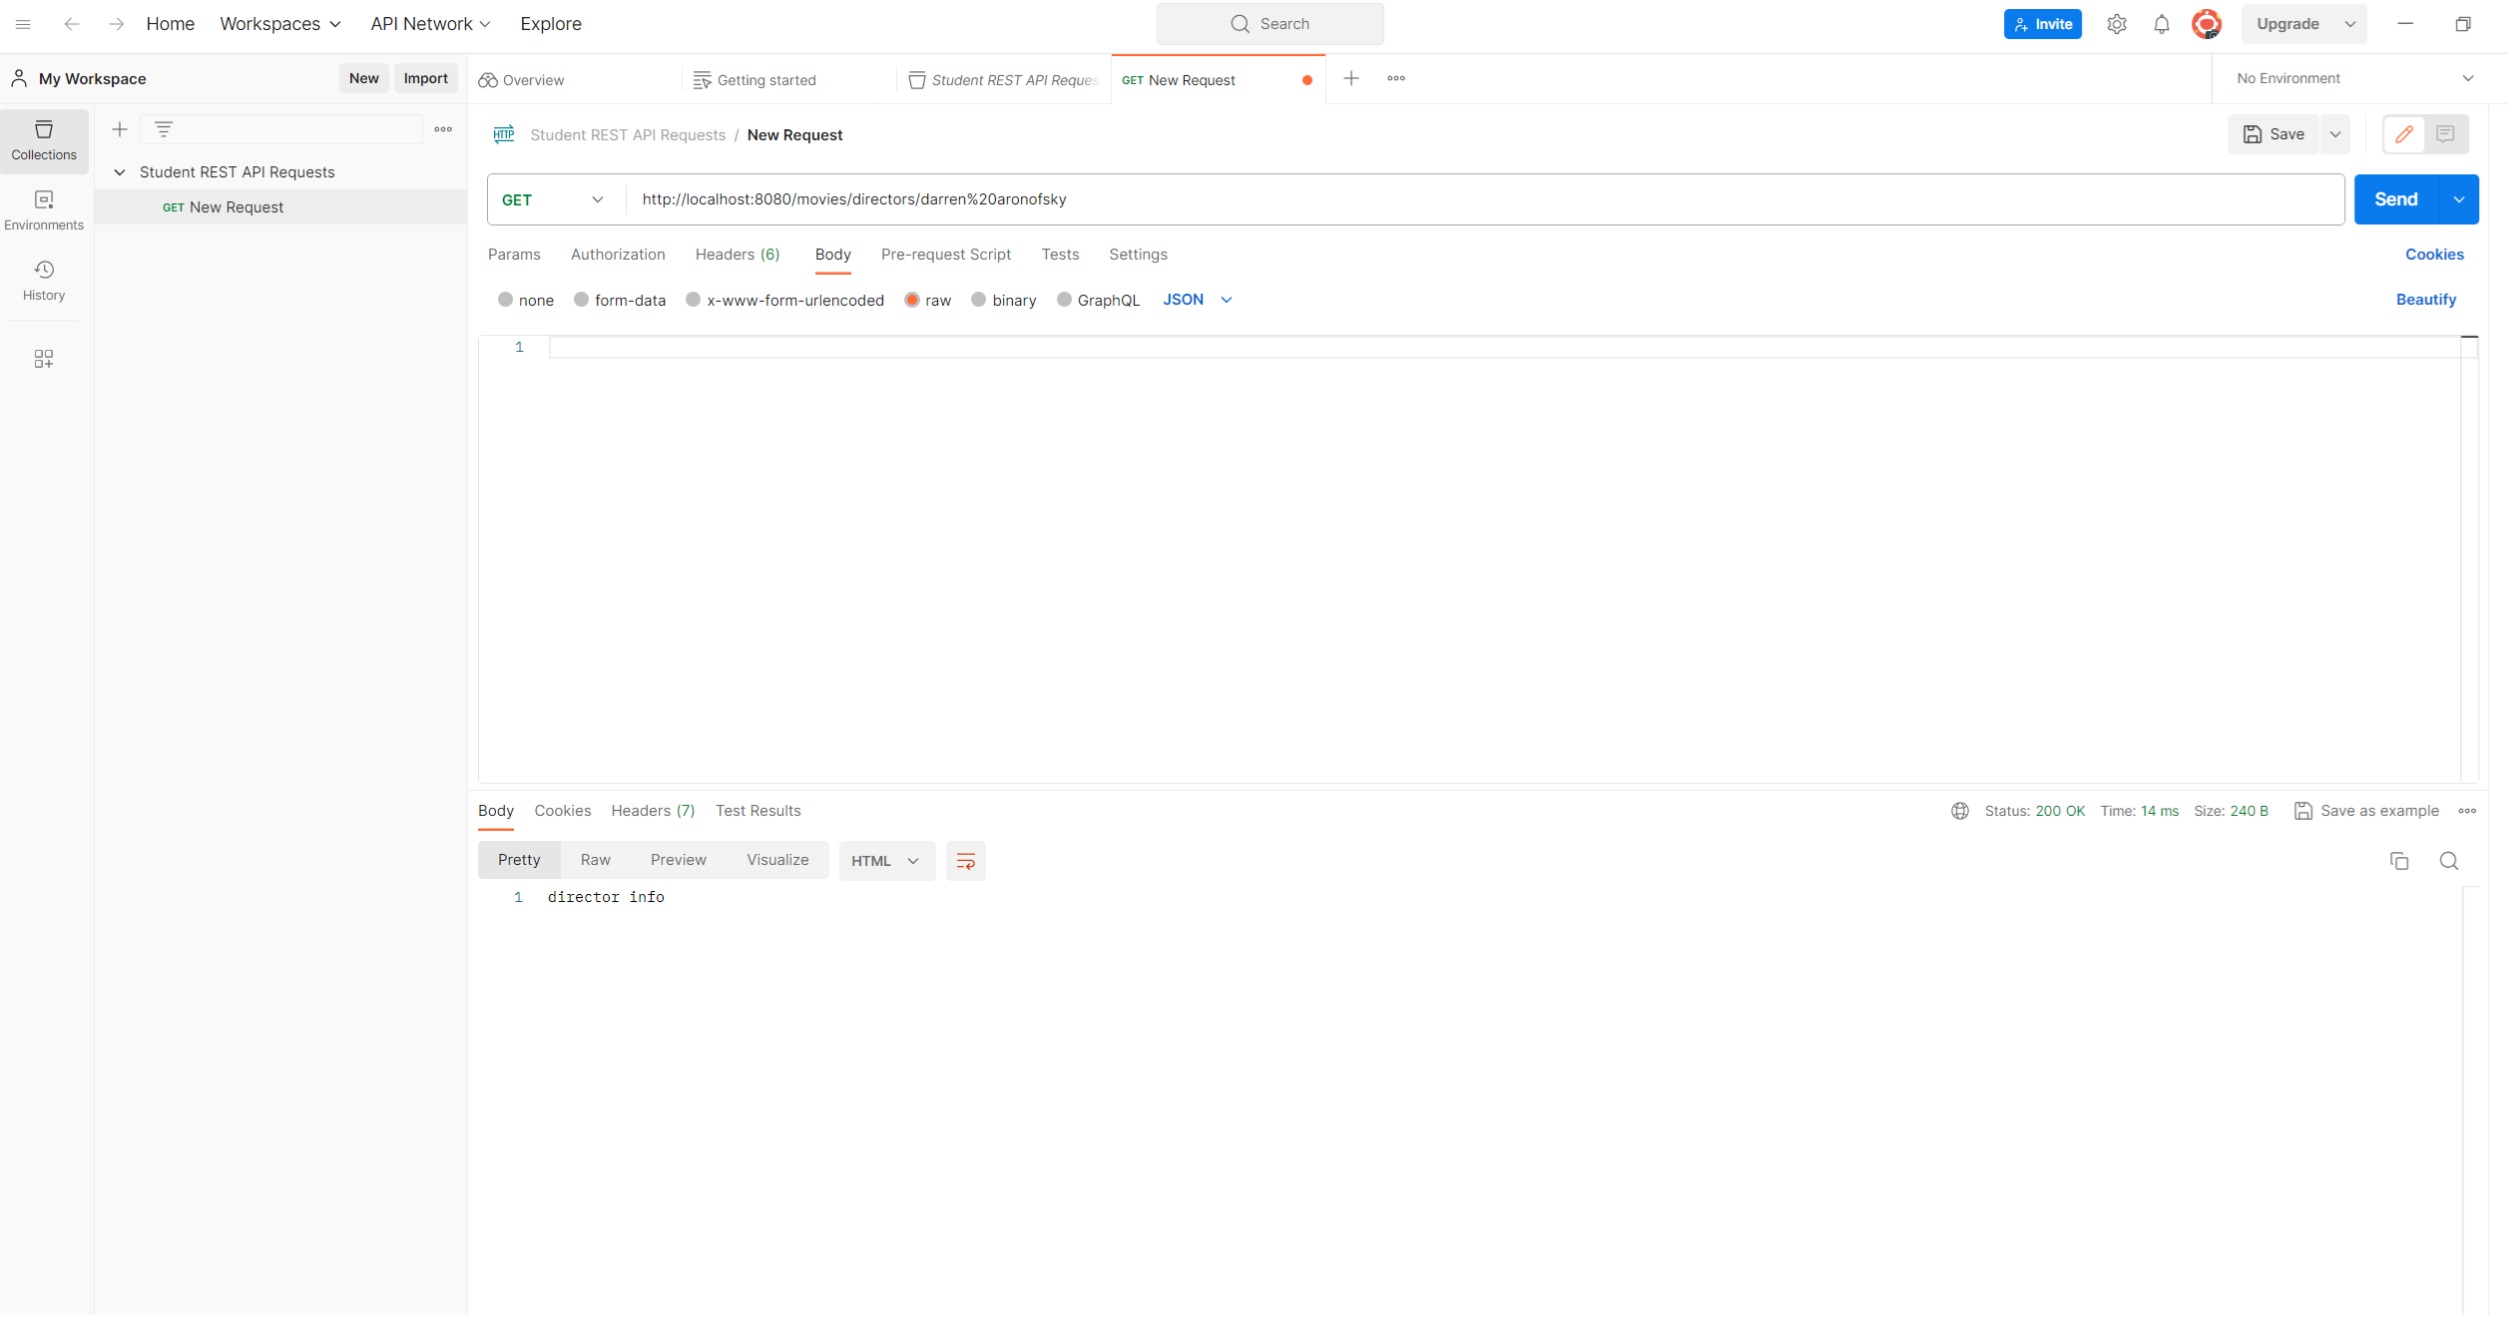 Home Workspaces API Network Explore Search Invite Upgrade
My Workspace New Import Overview Getting started Student REST API Reques GET New Request No Environment
Collections
Environments
History
Student REST API Requests
GET New Request
HTTP Student REST API Requests / New Request Save
GET http://localhost:8080/movies/directors/darren%20aronofsky Send
Params Authorization Headers (6) Body Pre-request Script Tests Settings Cookies
none form-data x-www-form-urlencoded raw binary GraphQL JSON Beautify
1
Body Cookies Headers (7) Test Results Status: 200 OK Time: 14 ms Size: 240 B Save as example
Pretty Raw Preview Visualize HTML
1 director info